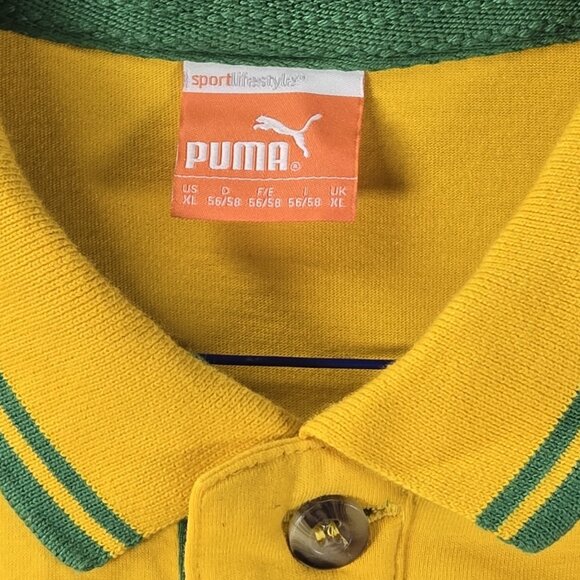 sportlifestyle®
PUMA®
US D F/E I UK
XL 56/58 56/58 56/58 XL